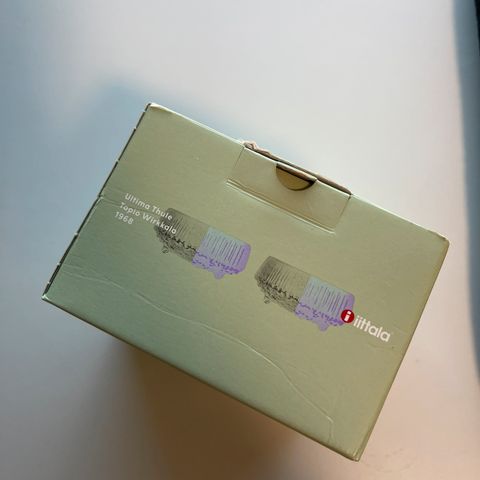 Ultima Thule
Tapio Wirkkala
1968
i iittala